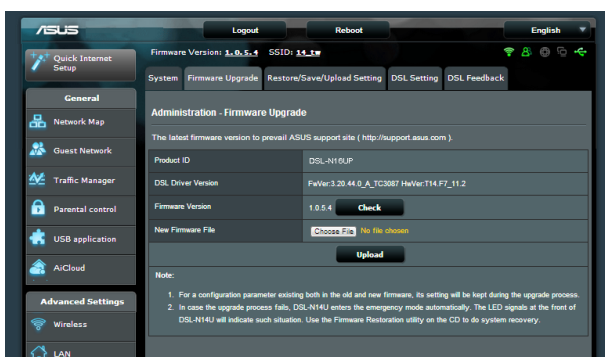 ASUS
Logout
Reboot
English
Quick Internet
Setup
Firmware Version: 1.0.5.4 SSID: 14_tw
System
Firmware Upgrade
Restore/Save/Upload Setting
DSL Setting
DSL Feedback
General
Network Map
Guest Network
Traffic Manager
Parental control
USB application
AiCloud
Advanced Settings
Wireless
LAN
Administration - Firmware Upgrade
The latest firmware version to prevail ASUS support site ( http://support.asus.com ).
Product ID
DSL-N16UP
DSL Driver Version
FwVer:3.20.44.0_A_TC3087 HwVer:T14.F7_11.2
Firmware Version
1.0.5.4
Check
New Firmware File
Choose File No file chosen
Upload
Note:
1. For a configuration parameter existing both in the old and new firmware, its setting will be kept during the upgrade process.
2. In case the upgrade process fails, DSL-N14U enters the emergency mode automatically. The LED signals at the front of
DSL-N14U will indicate such situation. Use the Firmware Restoration utility on the CD to do system recovery.